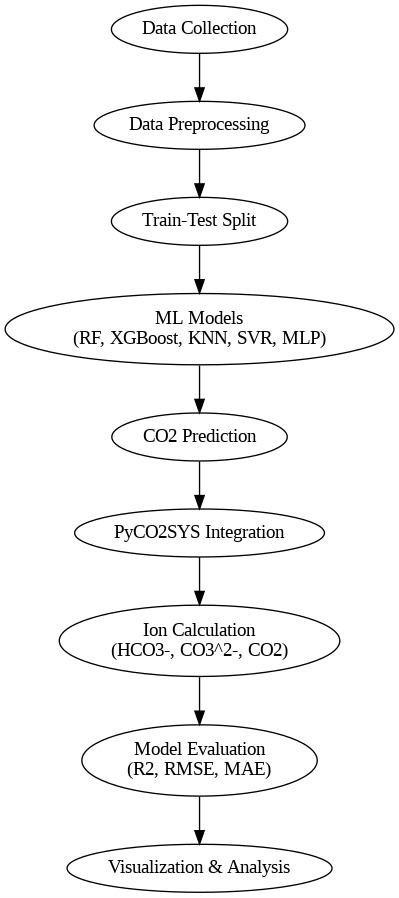 Data Collection
Data Preprocessing
Train-Test Split
ML Models
(RF, XGBoost, KNN, SVR, MLP)
CO2 Prediction
PyCO2SYS Integration
Ion Calculation
(HCO3-, CO3^2-, CO2)
Model Evaluation
(R2, RMSE, MAE)
Visualization & Analysis